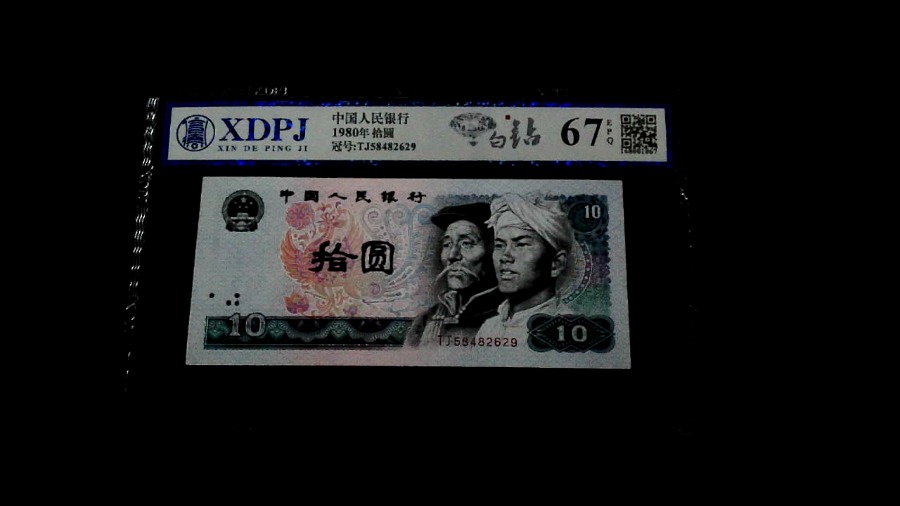 XDPJ
XIN DE PING JI
中国人民银行
1980年 拾圆
冠号:TJ58482629
白钻
67
EPQ
中国人民银行
10
拾圆
10
TJ58482629
10